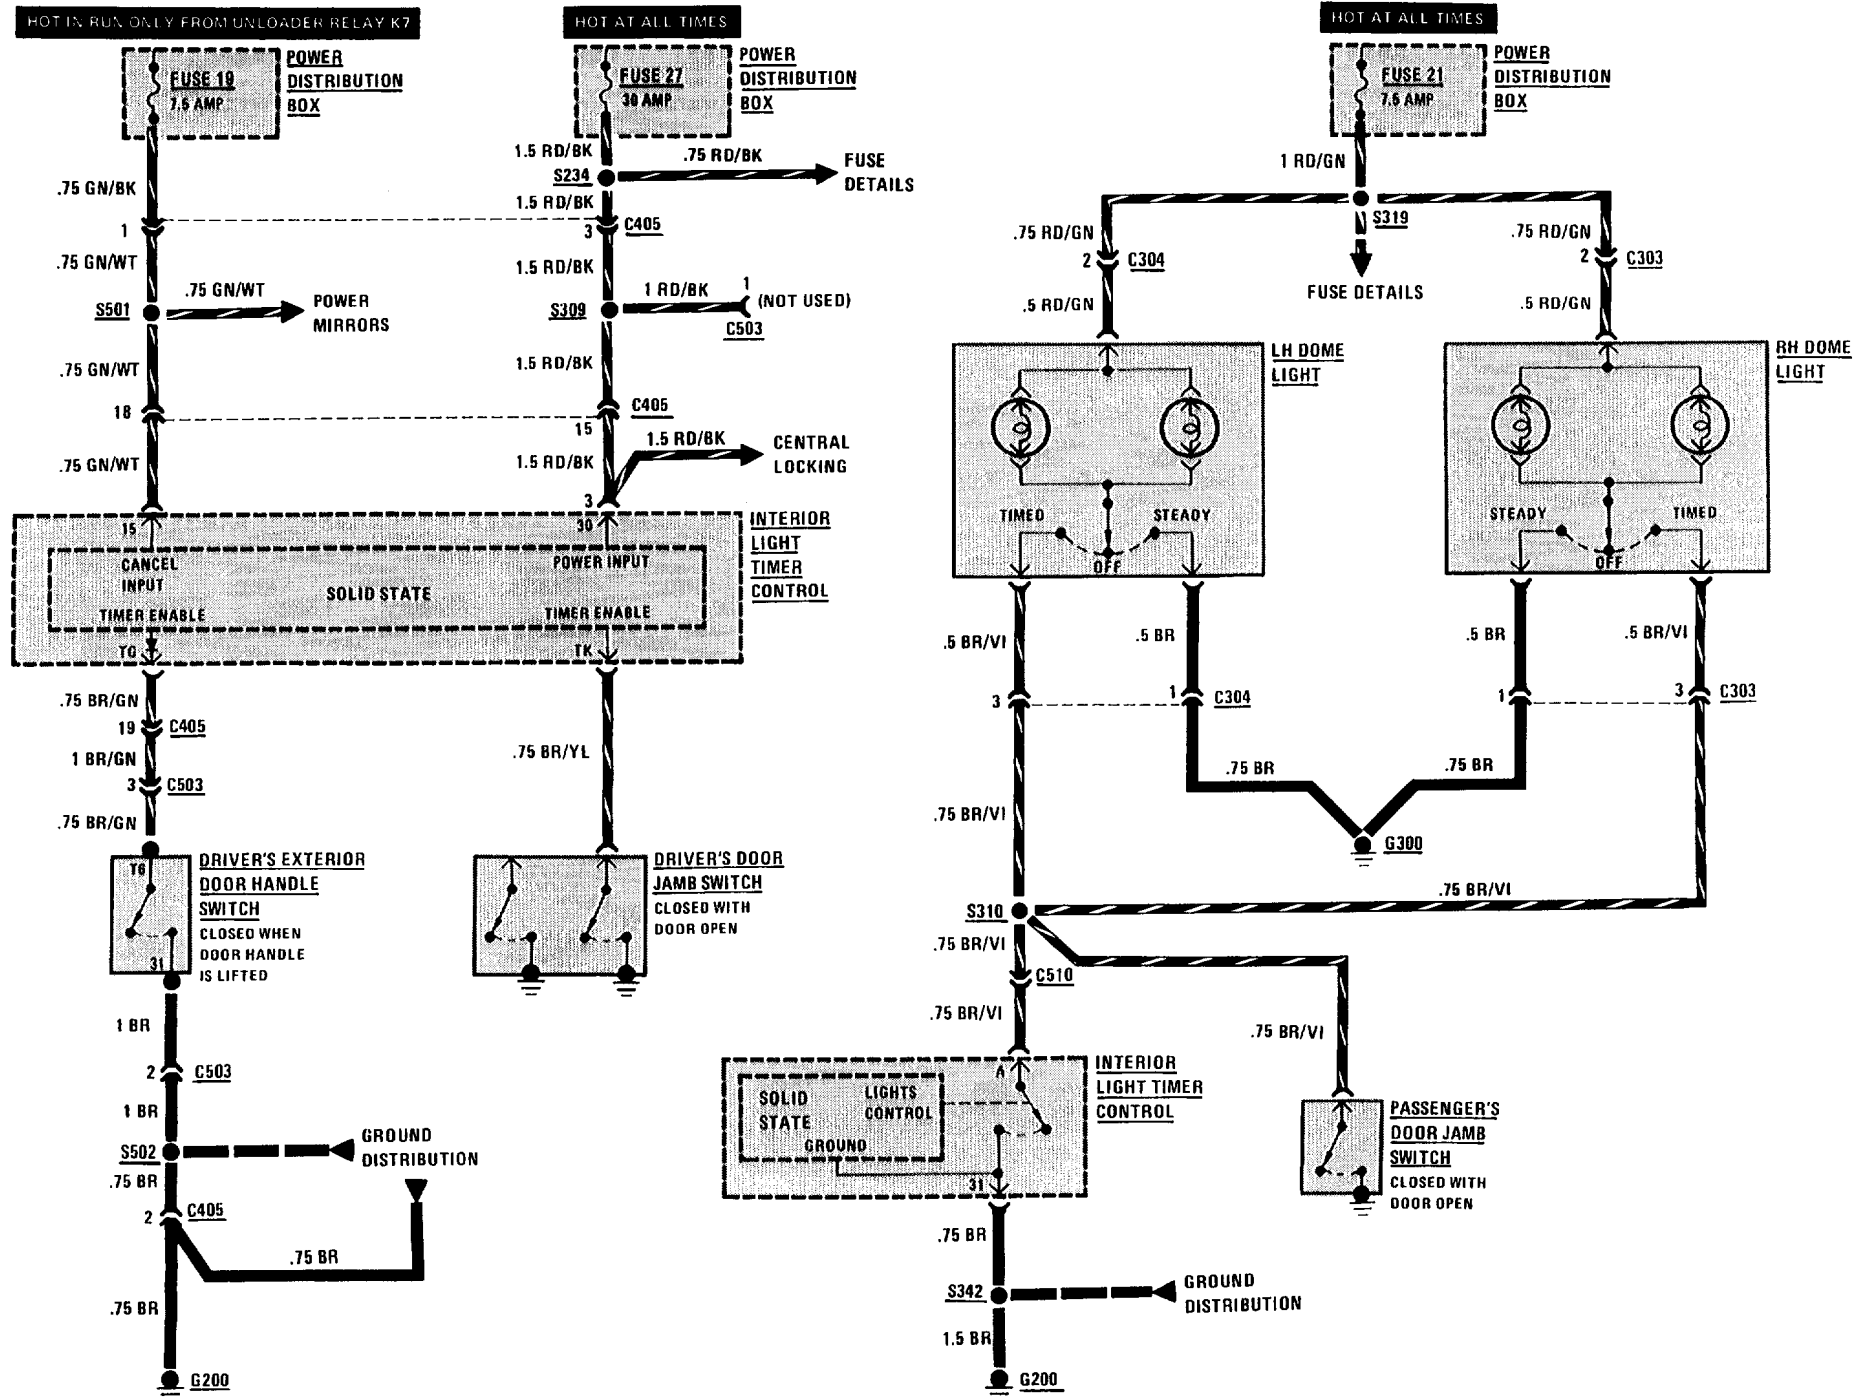 HOT IN RUN ONLY FROM UNLOADER RELAY K7
HOT AT ALL TIMES
HOT AT ALL TIMES
FUSE 19
7.5 AMP
POWER
DISTRIBUTION
BOX
FUSE 27
30 AMP
POWER
DISTRIBUTION
BOX
FUSE 21
7.5 AMP
POWER
DISTRIBUTION
BOX
.75 GN/BK
1
.75 GN/WT
S501
.75 GN/WT
POWER
MIRRORS
.75 GN/WT
18
.75 GN/WT
1.5 RD/BK
.75 RD/BK
S234
FUSE
DETAILS
1.5 RD/BK
3
C405
1.5 RD/BK
1 RD/BK
1
(NOT USED)
S309
C503
1.5 RD/BK
C405
15
1.5 RD/BK
1.5 RD/BK
CENTRAL
LOCKING
3
15
30
CANCEL
INPUT
POWER INPUT
SOLID STATE
TIMER ENABLE
TIMER ENABLE
TG
TK
INTERIOR
LIGHT
TIMER
CONTROL
.75 BR/GN
19
C405
1 BR/GN
3
C503
.75 BR/GN
.75 BR/YL
T6
31
DRIVER'S EXTERIOR
DOOR HANDLE
SWITCH
CLOSED WHEN
DOOR HANDLE
IS LIFTED
DRIVER'S DOOR
JAMB SWITCH
CLOSED WITH
DOOR OPEN
1 BR
2
C503
1 BR
S502
GROUND
DISTRIBUTION
.75 BR
2
C405
.75 BR
.75 BR
G200
1 RD/GN
S319
FUSE DETAILS
.75 RD/GN
2
C304
.5 RD/GN
.75 RD/GN
2
C303
.5 RD/GN
LH DOME
LIGHT
TIMED
STEADY
OFF
RH DOME
LIGHT
STEADY
TIMED
OFF
.5 BR/VI
.5 BR
.5 BR
.5 BR/VI
3
1
C304
1
3
C303
.75 BR
.75 BR
G300
.75 BR/VI
.75 BR/VI
S310
.75 BR/VI
C510
.75 BR/VI
.75 BR/VI
A
SOLID
STATE
LIGHTS
CONTROL
GROUND
31
INTERIOR
LIGHT TIMER
CONTROL
PASSENGER'S
DOOR JAMB
SWITCH
CLOSED WITH
DOOR OPEN
.75 BR
S342
GROUND
DISTRIBUTION
1.5 BR
G200